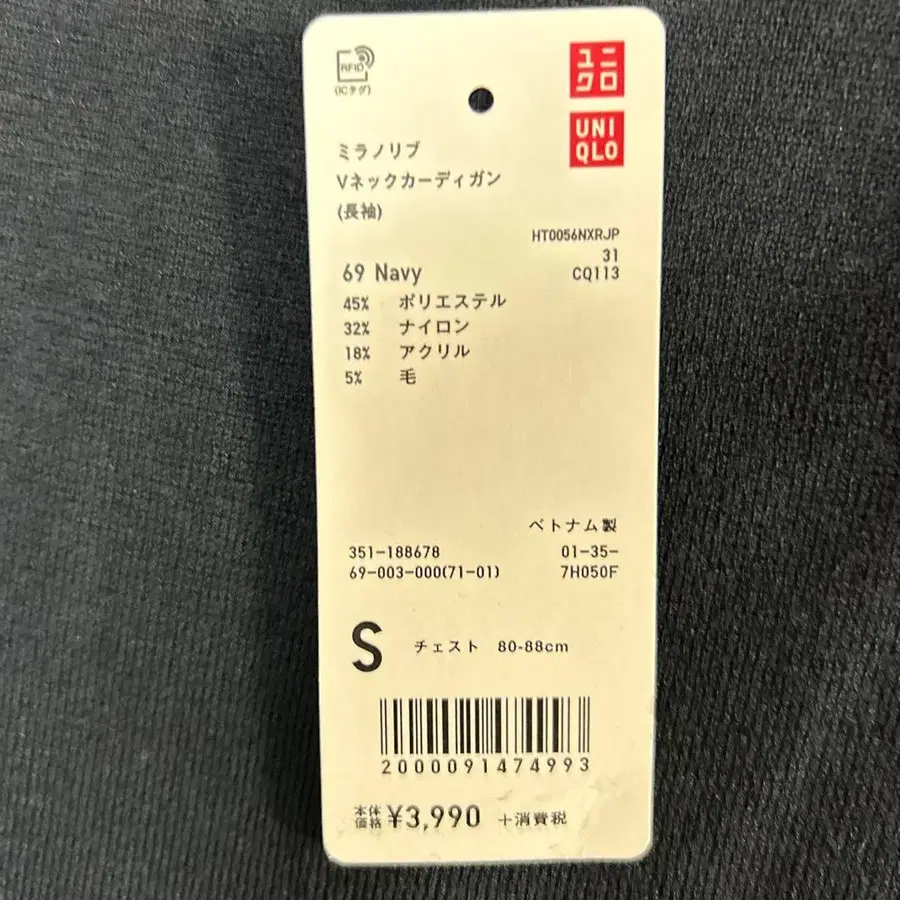 RFID
(ICタグ)
ユニ
クロ
UNI
QLO
ミラノリブ
Vネックカーディガン
(長袖)
HT0056NXRJP
31
CQ113
69 Navy
45% ポリエステル
32% ナイロン
18% アクリル
5% 毛
ベトナム製
351-188678 01-35-
69-003-000(71-01) 7H050F
S チェスト 80-88cm
2000091474993
本体
価格 ¥3,990 +消費税